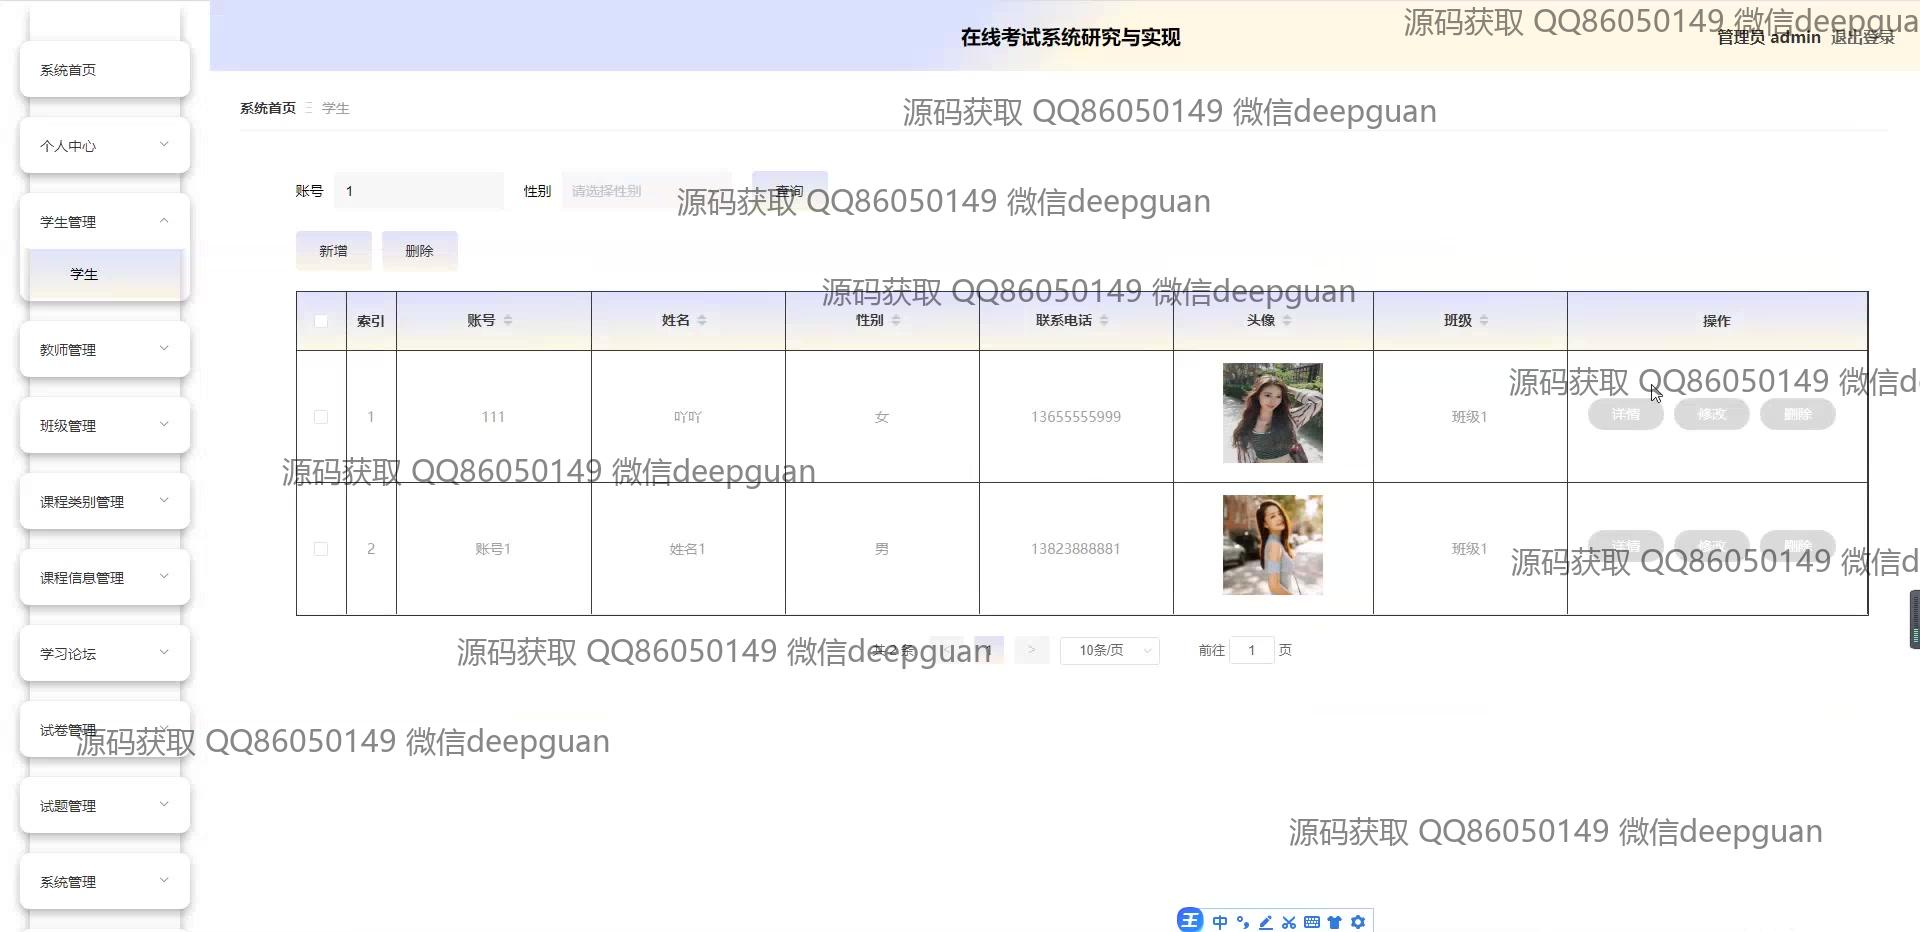 在线考试系统研究与实现
管理员 admin 退出登录
源码获取 QQ86050149 微信deepgua
系统首页
个人中心
学生管理
学生
教师管理
班级管理
课程类别管理
课程信息管理
学习论坛
试卷管理
试题管理
系统管理
系统首页 学生
源码获取 QQ86050149 微信deepguan
账号 1 性别 请选择性别 查询
源码获取 QQ86050149 微信deepguan
新增 删除
源码获取 QQ86050149 微信deepguan
索引 账号 姓名 性别 联系电话 头像 班级 操作
源码获取 QQ86050149 微信d
1 111 吖吖 女 13655555999 班级1 详情 修改 删除
源码获取 QQ86050149 微信deepguan
2 账号1 姓名1 男 13823888881 班级1 详情 修改 删除
源码获取 QQ86050149 微信d
共 2 条 < 1 > 10条/页 前往 1 页
源码获取 QQ86050149 微信deepguan
源码获取 QQ86050149 微信deepguan
源码获取 QQ86050149 微信deepguan
王 中